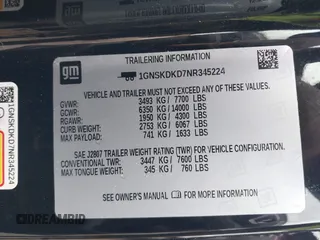 gm
TRAILERING INFORMATION
1GNSKDKD7NR345224
VEHICLE AND TRAILER MUST NOT EXCEED ANY OF THESE VALUES.
GVWR: 3493 KG / 7700 LBS
GCWR: 6350 KG / 14000 LBS
RGAWR: 1950 KG / 4300 LBS
CURB WEIGHT: 2753 KG / 6067 LBS
MAX PAYLOAD: 741 KG / 1633 LBS
SAE J2807 TRAILER WEIGHT RATING (TWR) FOR VEHICLE CONFIGURATION.
CONVENTIONAL TWR: 3447 KG / 7600 LBS
MAX TONGUE WEIGHT: 345 KG / 760 LBS
SEE OWNER'S MANUAL FOR MORE INFORMATION
1GNSKDKD7NR345224
DREAMBID